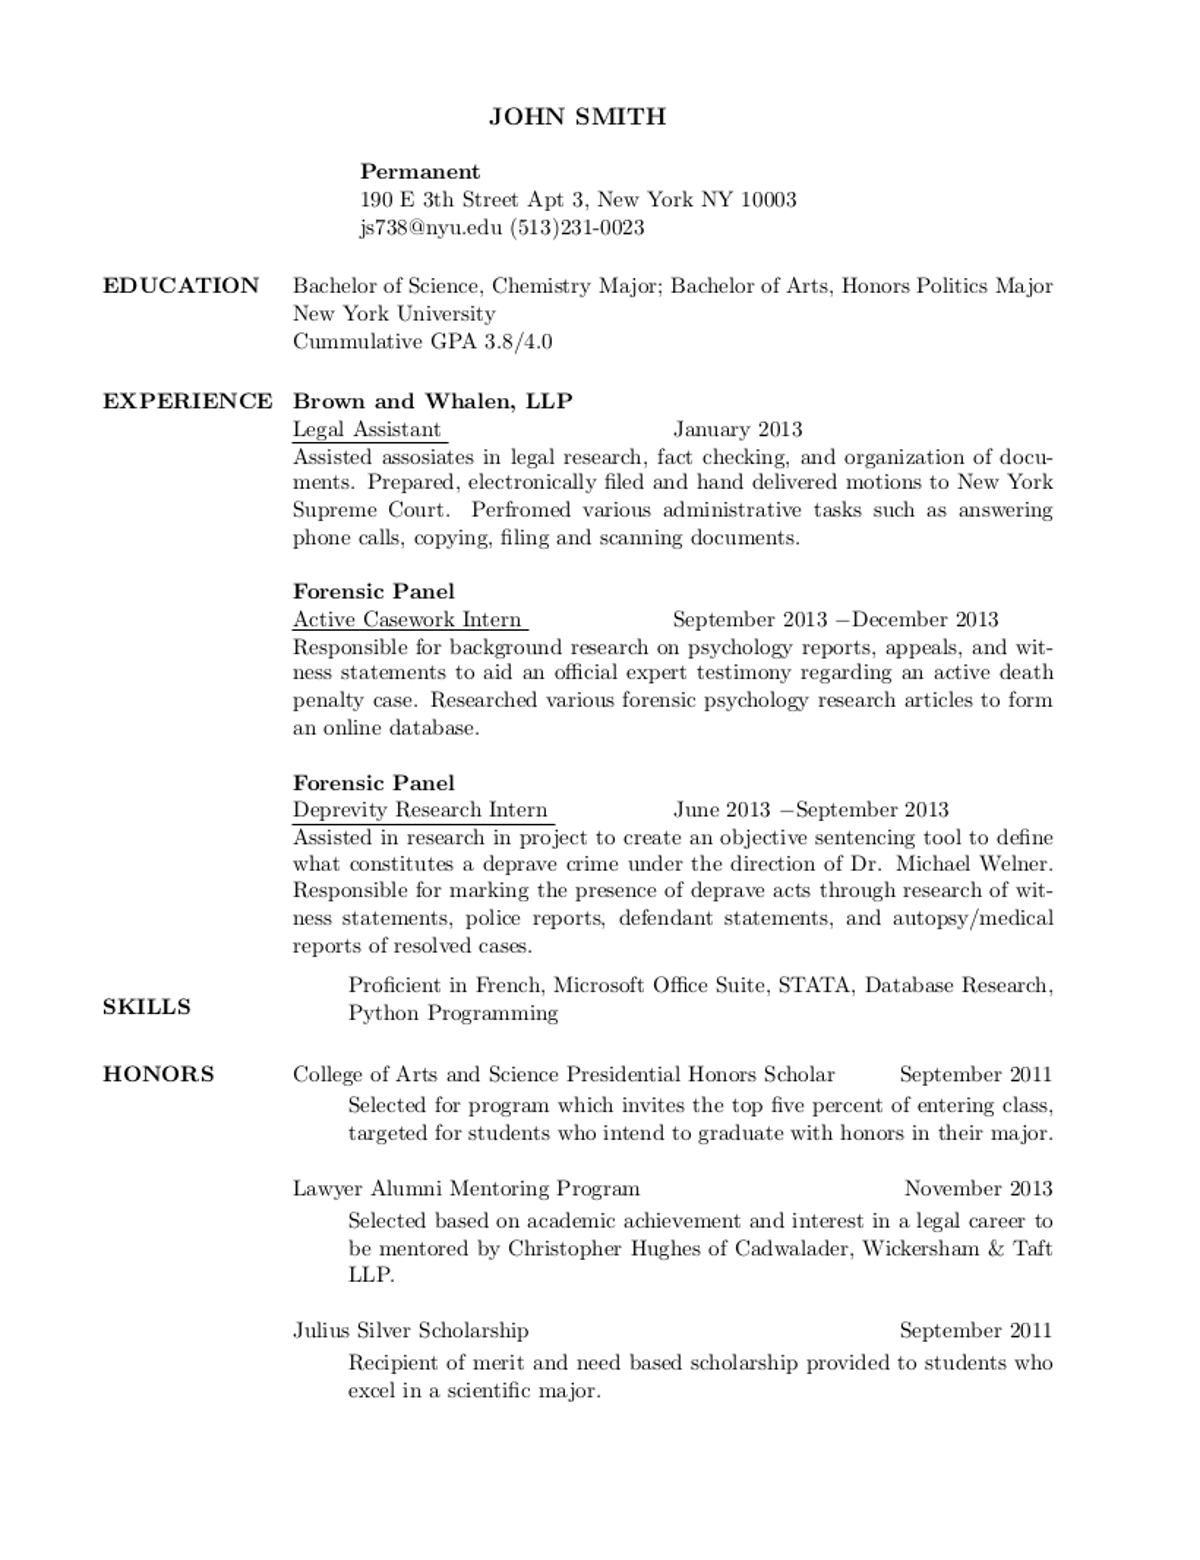 JOHN SMITH
Permanent
190 E 3th Street Apt 3, New York NY 10003
js738@nyu.edu (513)231-0023
EDUCATION Bachelor of Science, Chemistry Major; Bachelor of Arts, Honors Politics Major
New York University
Cummulative GPA 3.8/4.0
EXPERIENCE Brown and Whalen, LLP
Legal Assistant January 2013
Assisted assosiates in legal research, fact checking, and organization of docu-
ments. Prepared, electronically filed and hand delivered motions to New York
Supreme Court. Perfromed various administrative tasks such as answering
phone calls, copying, filing and scanning documents.
Forensic Panel
Active Casework Intern September 2013 −December 2013
Responsible for background research on psychology reports, appeals, and wit-
ness statements to aid an official expert testimony regarding an active death
penalty case. Researched various forensic psychology research articles to form
an online database.
Forensic Panel
Deprevity Research Intern June 2013 −September 2013
Assisted in research in project to create an objective sentencing tool to define
what constitutes a deprave crime under the direction of Dr. Michael Welner.
Responsible for marking the presence of deprave acts through research of wit-
ness statements, police reports, defendant statements, and autopsy/medical
reports of resolved cases.
SKILLS Proficient in French, Microsoft Office Suite, STATA, Database Research,
Python Programming
HONORS College of Arts and Science Presidential Honors Scholar September 2011
Selected for program which invites the top five percent of entering class,
targeted for students who intend to graduate with honors in their major.
Lawyer Alumni Mentoring Program November 2013
Selected based on academic achievement and interest in a legal career to
be mentored by Christopher Hughes of Cadwalader, Wickersham & Taft
LLP.
Julius Silver Scholarship September 2011
Recipient of merit and need based scholarship provided to students who
excel in a scientific major.